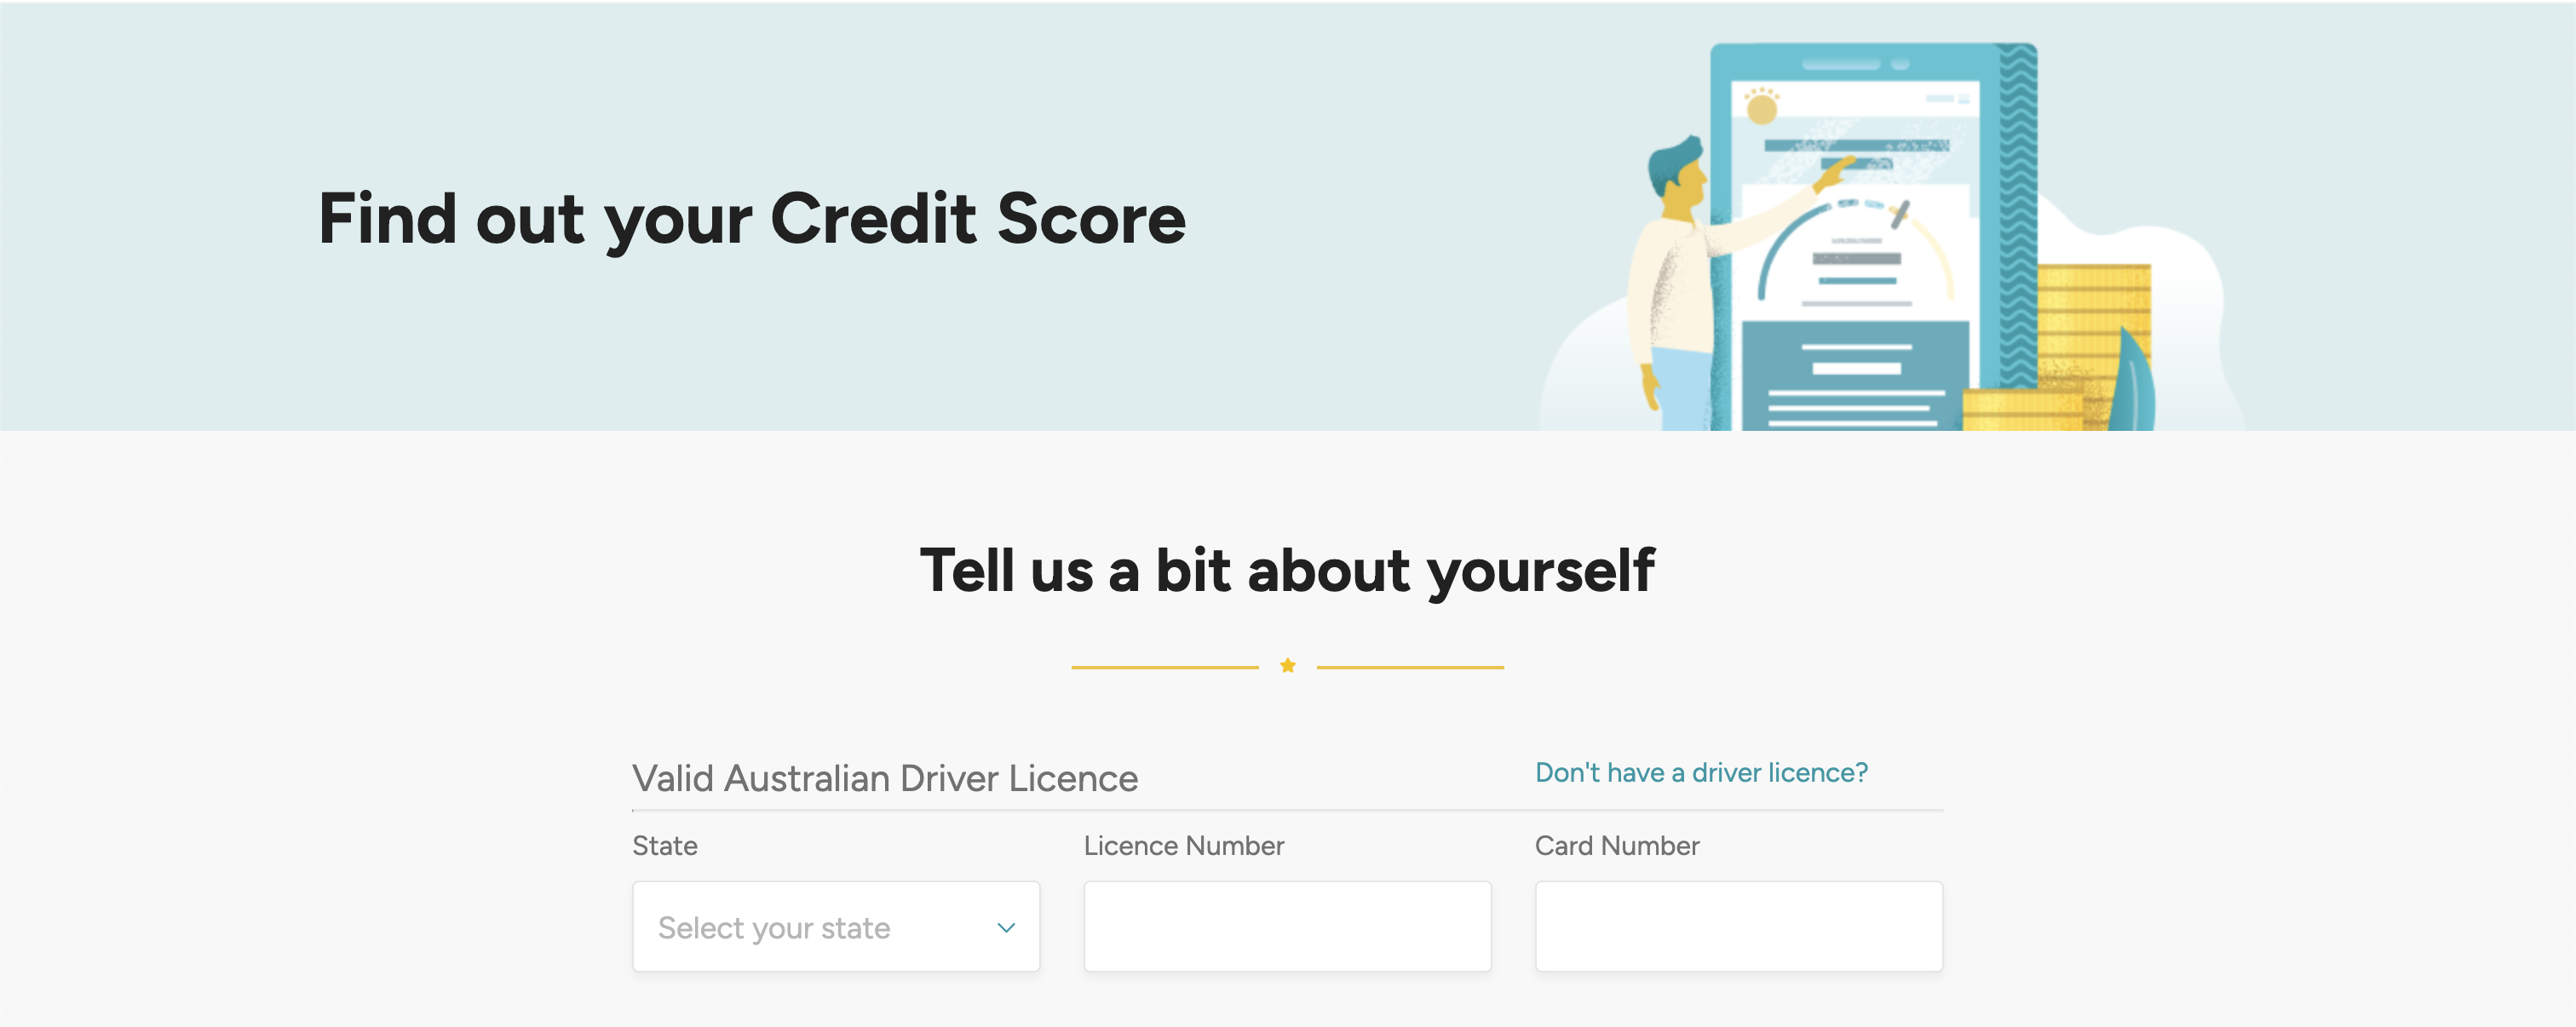 Find out your Credit Score
Tell us a bit about yourself
Valid Australian Driver Licence
Don't have a driver licence?
State
Licence Number
Card Number
Select your state